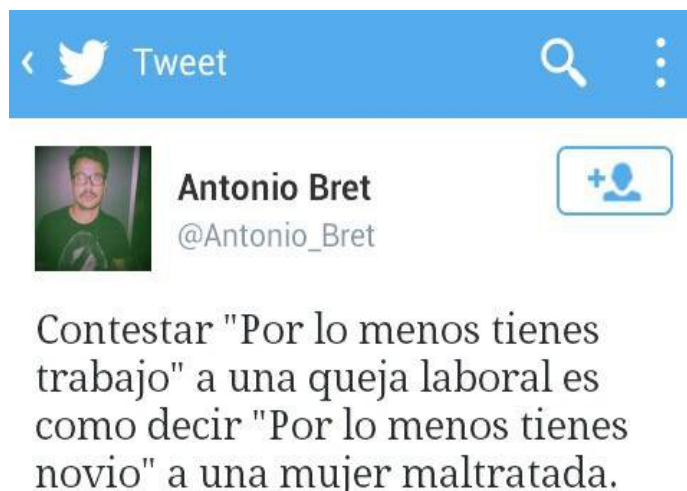 Tweet
Antonio Bret
@Antonio_Bret
Contestar "Por lo menos tienes
trabajo" a una queja laboral es
como decir "Por lo menos tienes
novio" a una mujer maltratada.